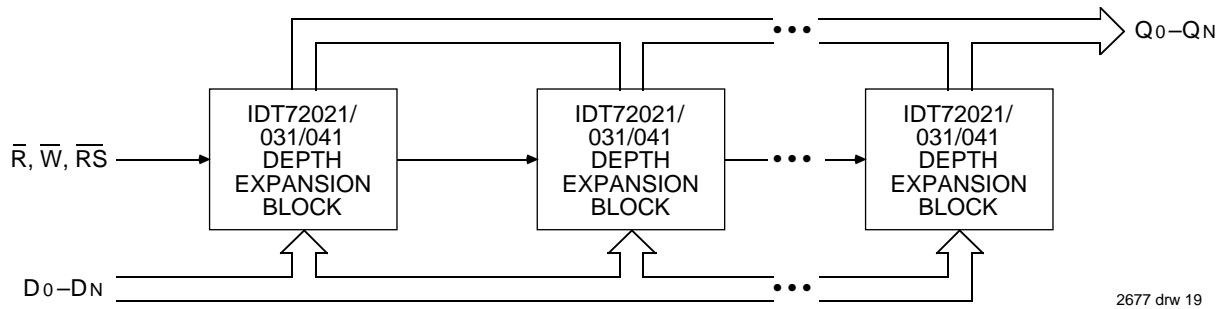 Q0–QN
IDT72021/
031/041
DEPTH
EXPANSION
BLOCK
IDT72021/
031/041
DEPTH
EXPANSION
BLOCK
IDT72021/
031/041
DEPTH
EXPANSION
BLOCK
R̅, W̅, R̅S̅
D0–DN
2677 drw 19